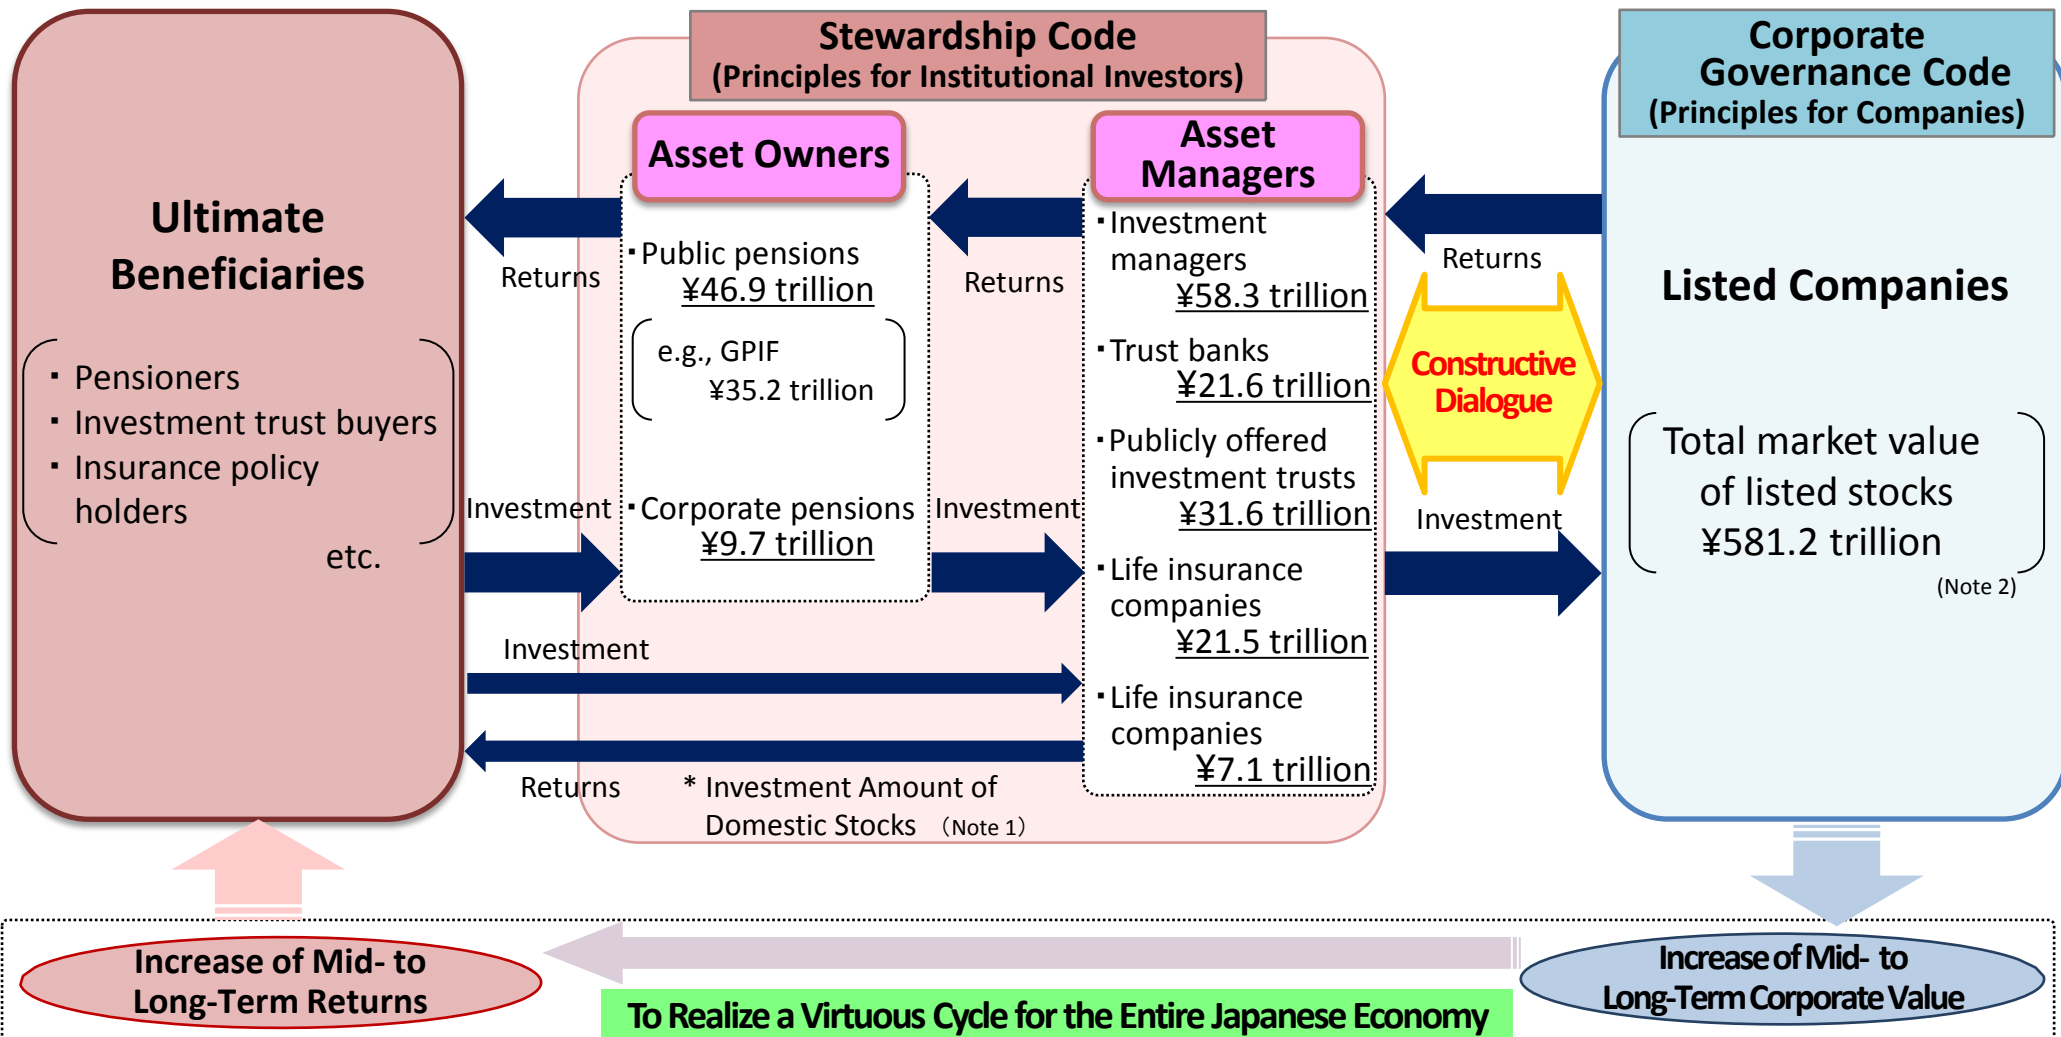 Stewardship Code
(Principles for Institutional Investors)
Corporate
Governance Code
(Principles for Companies)
Ultimate
Beneficiaries
・ Pensioners
・ Investment trust buyers
・ Insurance policy
holders
etc.
Returns
Investment
Asset Owners
・Public pensions
¥46.9 trillion
e.g., GPIF
¥35.2 trillion
・Corporate pensions
¥9.7 trillion
Returns
Investment
Asset
Managers
・Investment
managers
¥58.3 trillion
・Trust banks
¥21.6 trillion
・Publicly offered
investment trusts
¥31.6 trillion
・Life insurance
companies
¥21.5 trillion
・Life insurance
companies
¥7.1 trillion
Investment
Returns
* Investment Amount of
Domestic Stocks （Note 1）
Returns
Constructive
Dialogue
Investment
Listed Companies
Total market value
of listed stocks
¥581.2 trillion
(Note 2)
Increase of Mid- to
Long-Term Returns
To Realize a Virtuous Cycle for the Entire Japanese Economy
Increase of Mid- to
Long-Term Corporate Value